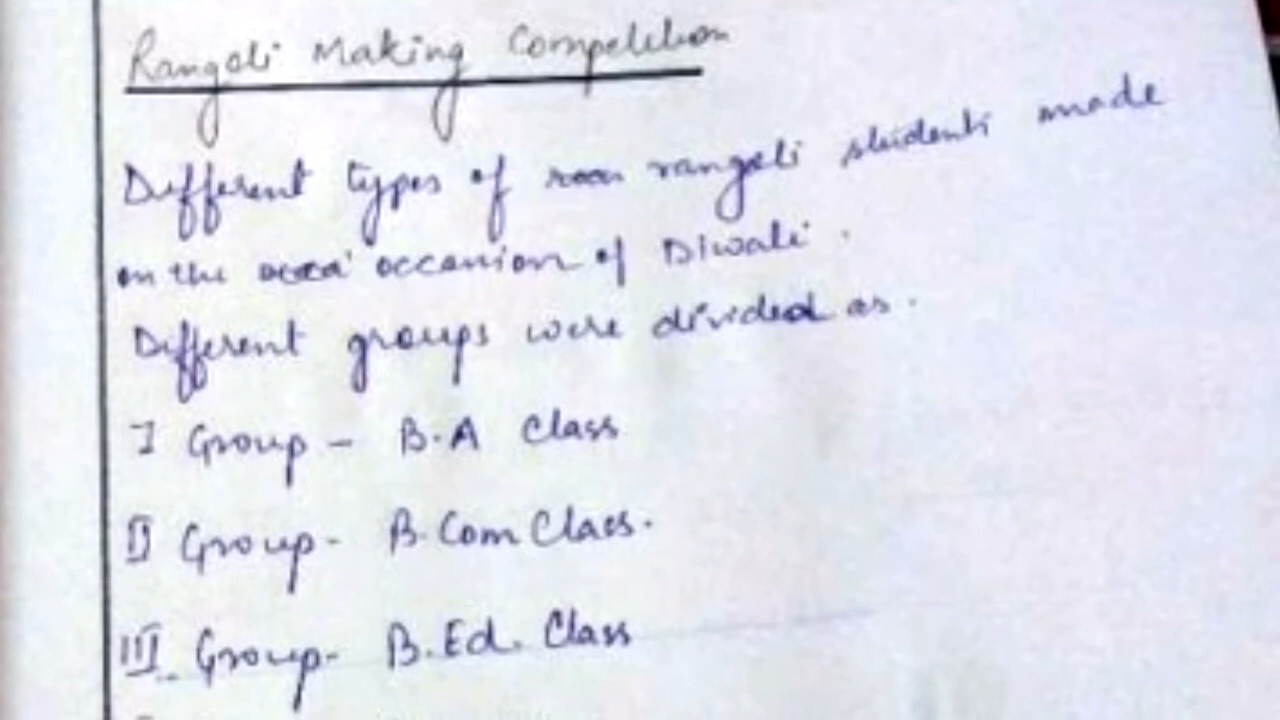 Rangoli Making Competition
Different types of rangoli students made
on the occasion of Diwali.
Different groups were divided as.
I Group - B.A Class
II Group - B.Com Class.
III Group - B.Ed. Class